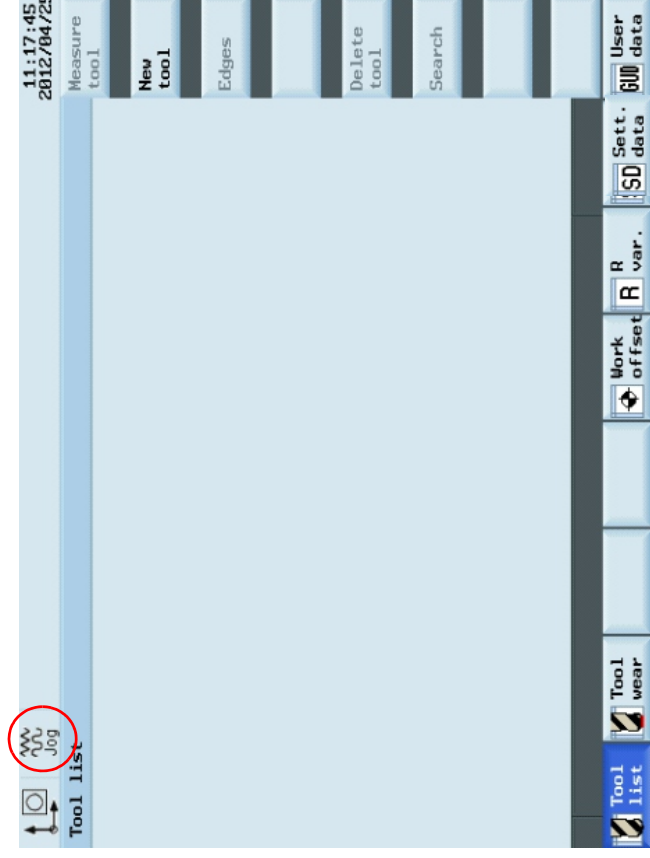 Jog
11:17:45
2012/04/25
Tool list
Measure
tool
New
tool
Edges
Delete
tool
Search
Tool
list
Tool
wear
Work
offset
R
R
var.
SD
Sett.
data
GUD
User
data